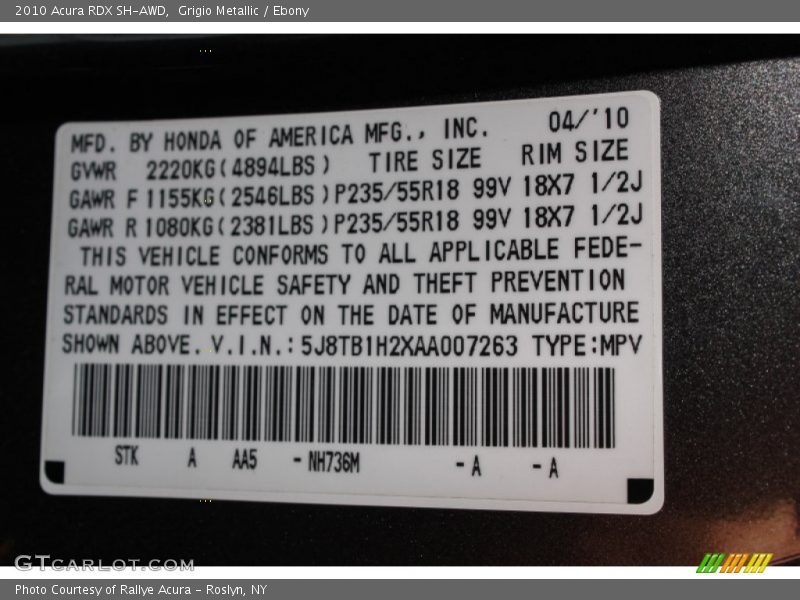 2010 Acura RDX SH-AWD,  Grigio Metallic / Ebony
MFD. BY HONDA OF AMERICA MFG., INC. 04/'10
GVWR 2220KG(4894LBS) TIRE SIZE RIM SIZE
GAWR F 1155KG(2546LBS)P235/55R18 99V 18X7 1/2J
GAWR R 1080KG(2381LBS)P235/55R18 99V 18X7 1/2J
THIS VEHICLE CONFORMS TO ALL APPLICABLE FEDE-
RAL MOTOR VEHICLE SAFETY AND THEFT PREVENTION
STANDARDS IN EFFECT ON THE DATE OF MANUFACTURE
SHOWN ABOVE. V.I.N.: 5J8TB1H2XAA007263 TYPE:MPV
STK A AA5 -NH736M -A -A
GTCARLOT.COM
Photo Courtesy of Rallye Acura - Roslyn, NY